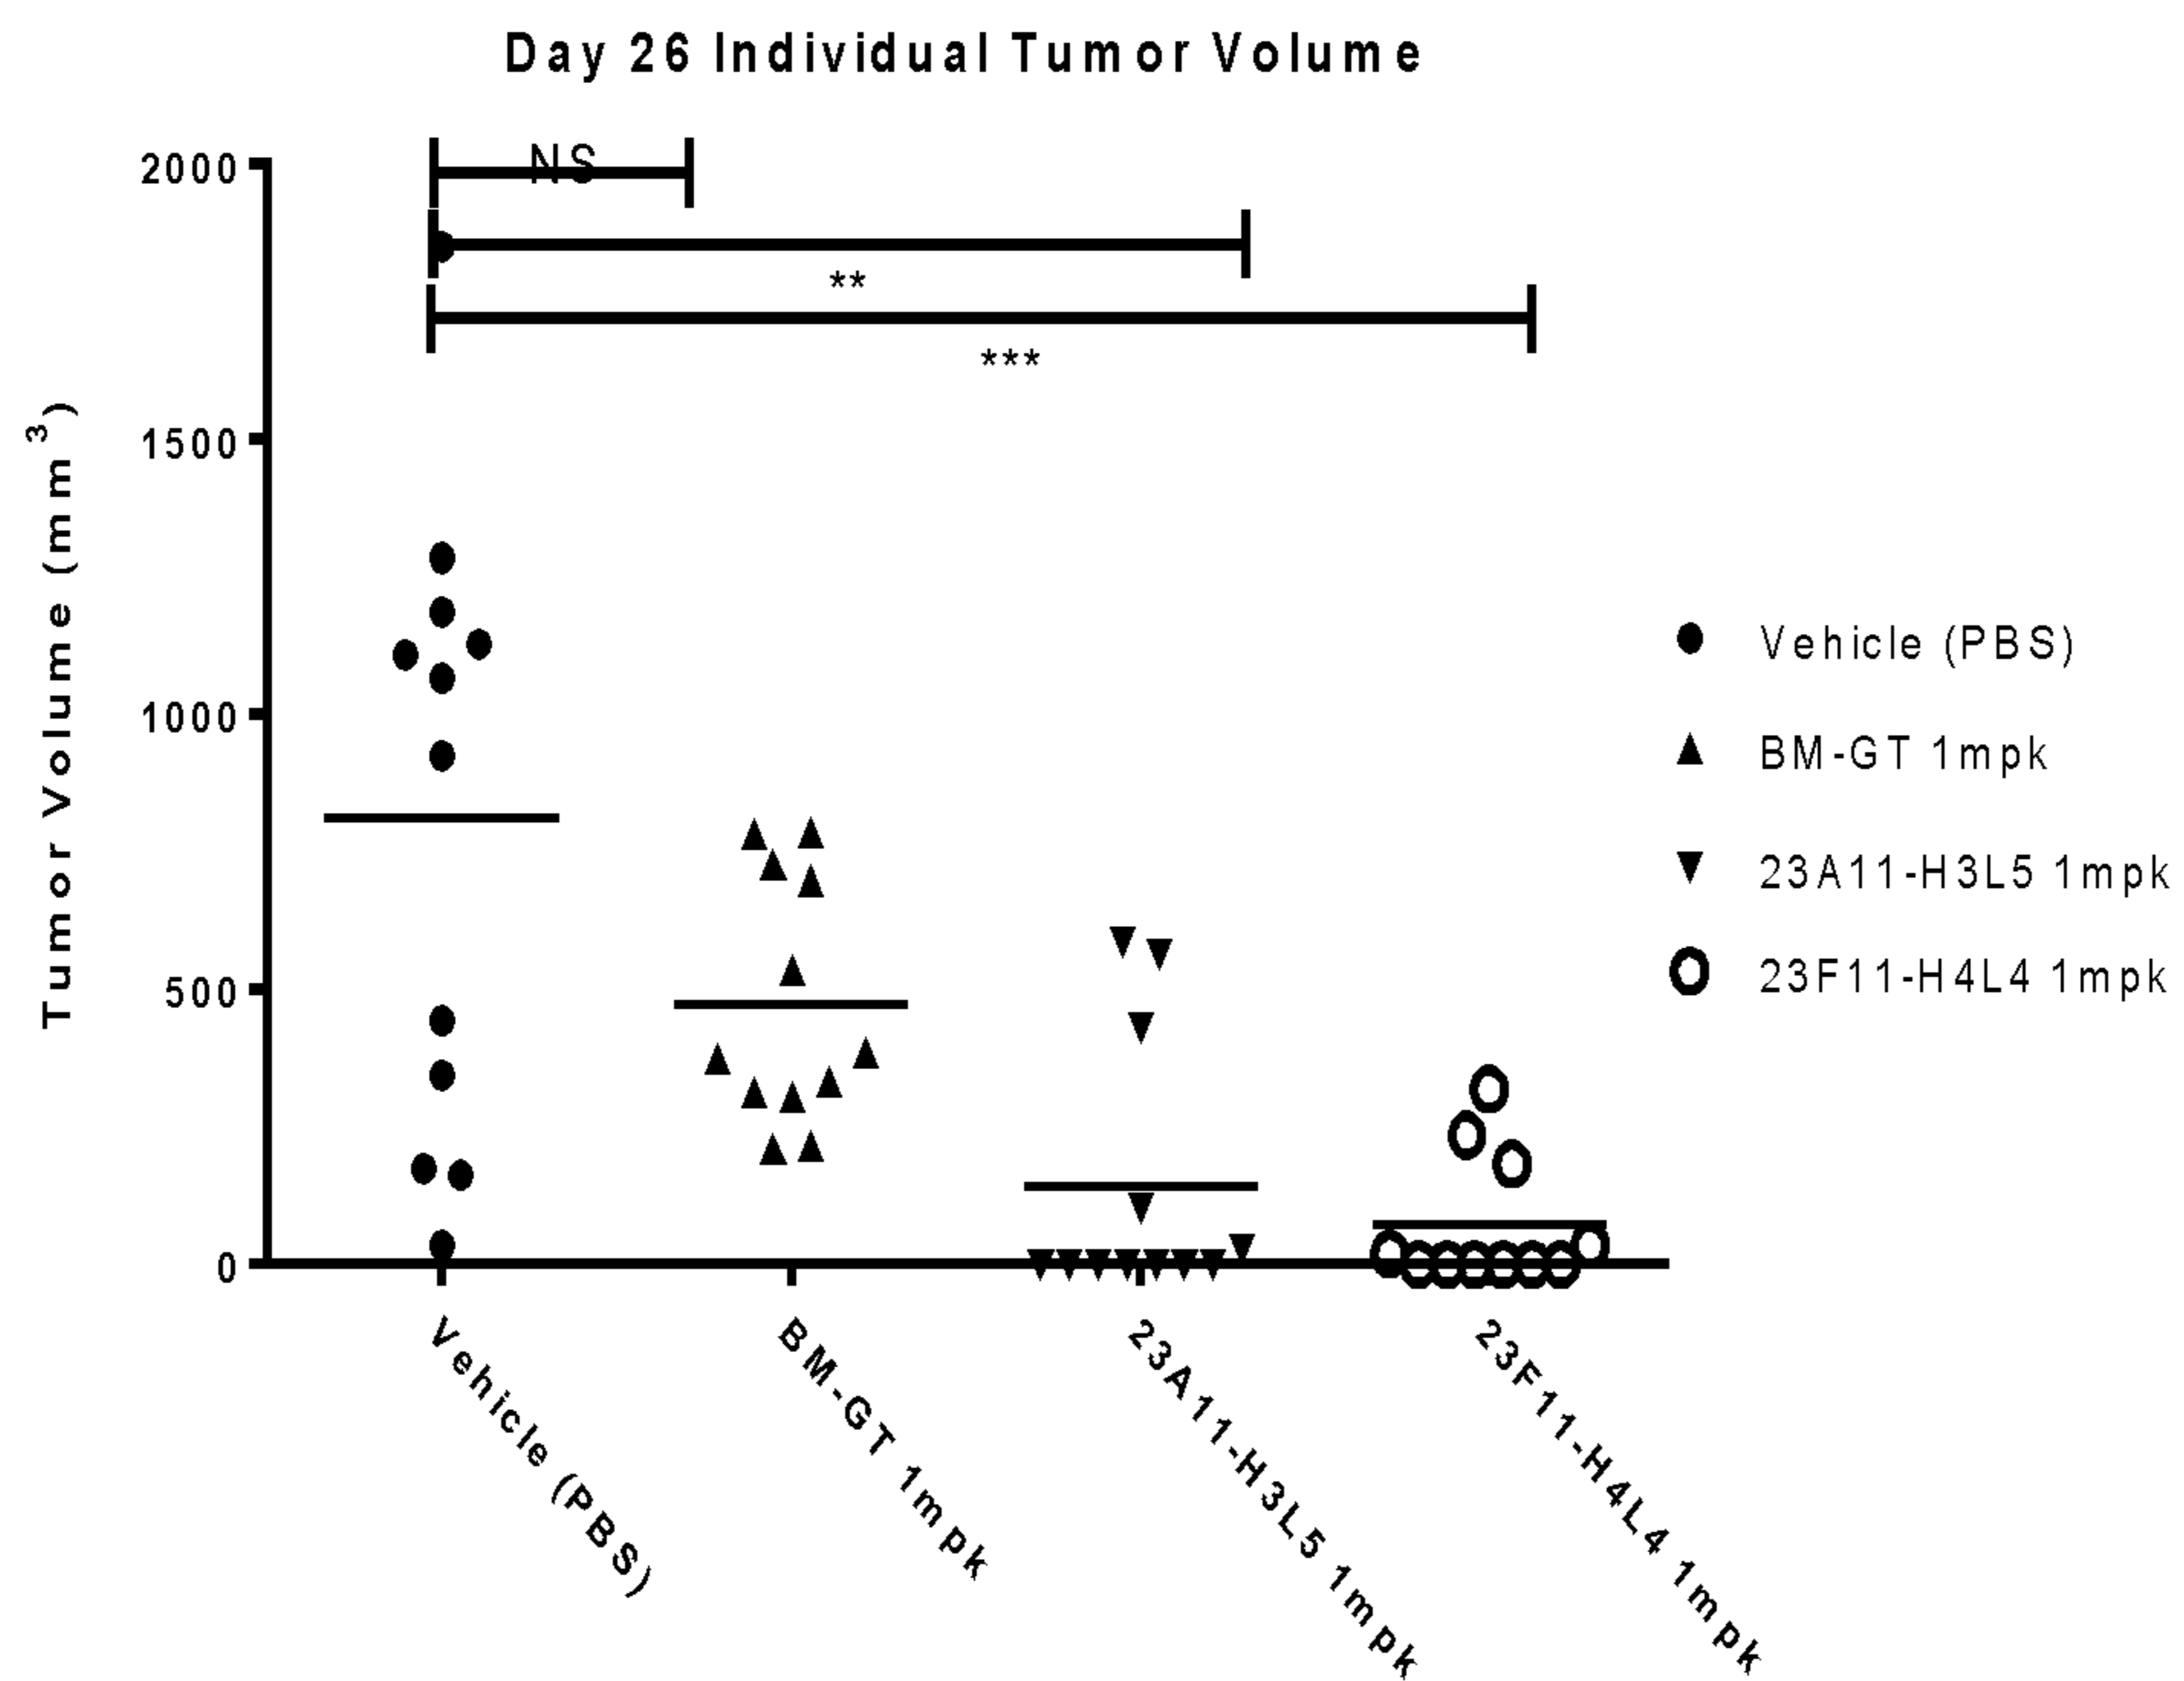 Day 26 Individual Tumor Volume
Tumor Volume (mm³)
2000
1500
1000
500
0
NS
**
***
Vehicle (PBS)
BM-GT 1mpk
23A11-H3L5 1mpk
23F11-H4L4 1mpk
Vehicle (PBS)
BM-GT 1mpk
23A11-H3L5 1mpk
23F11-H4L4 1mpk